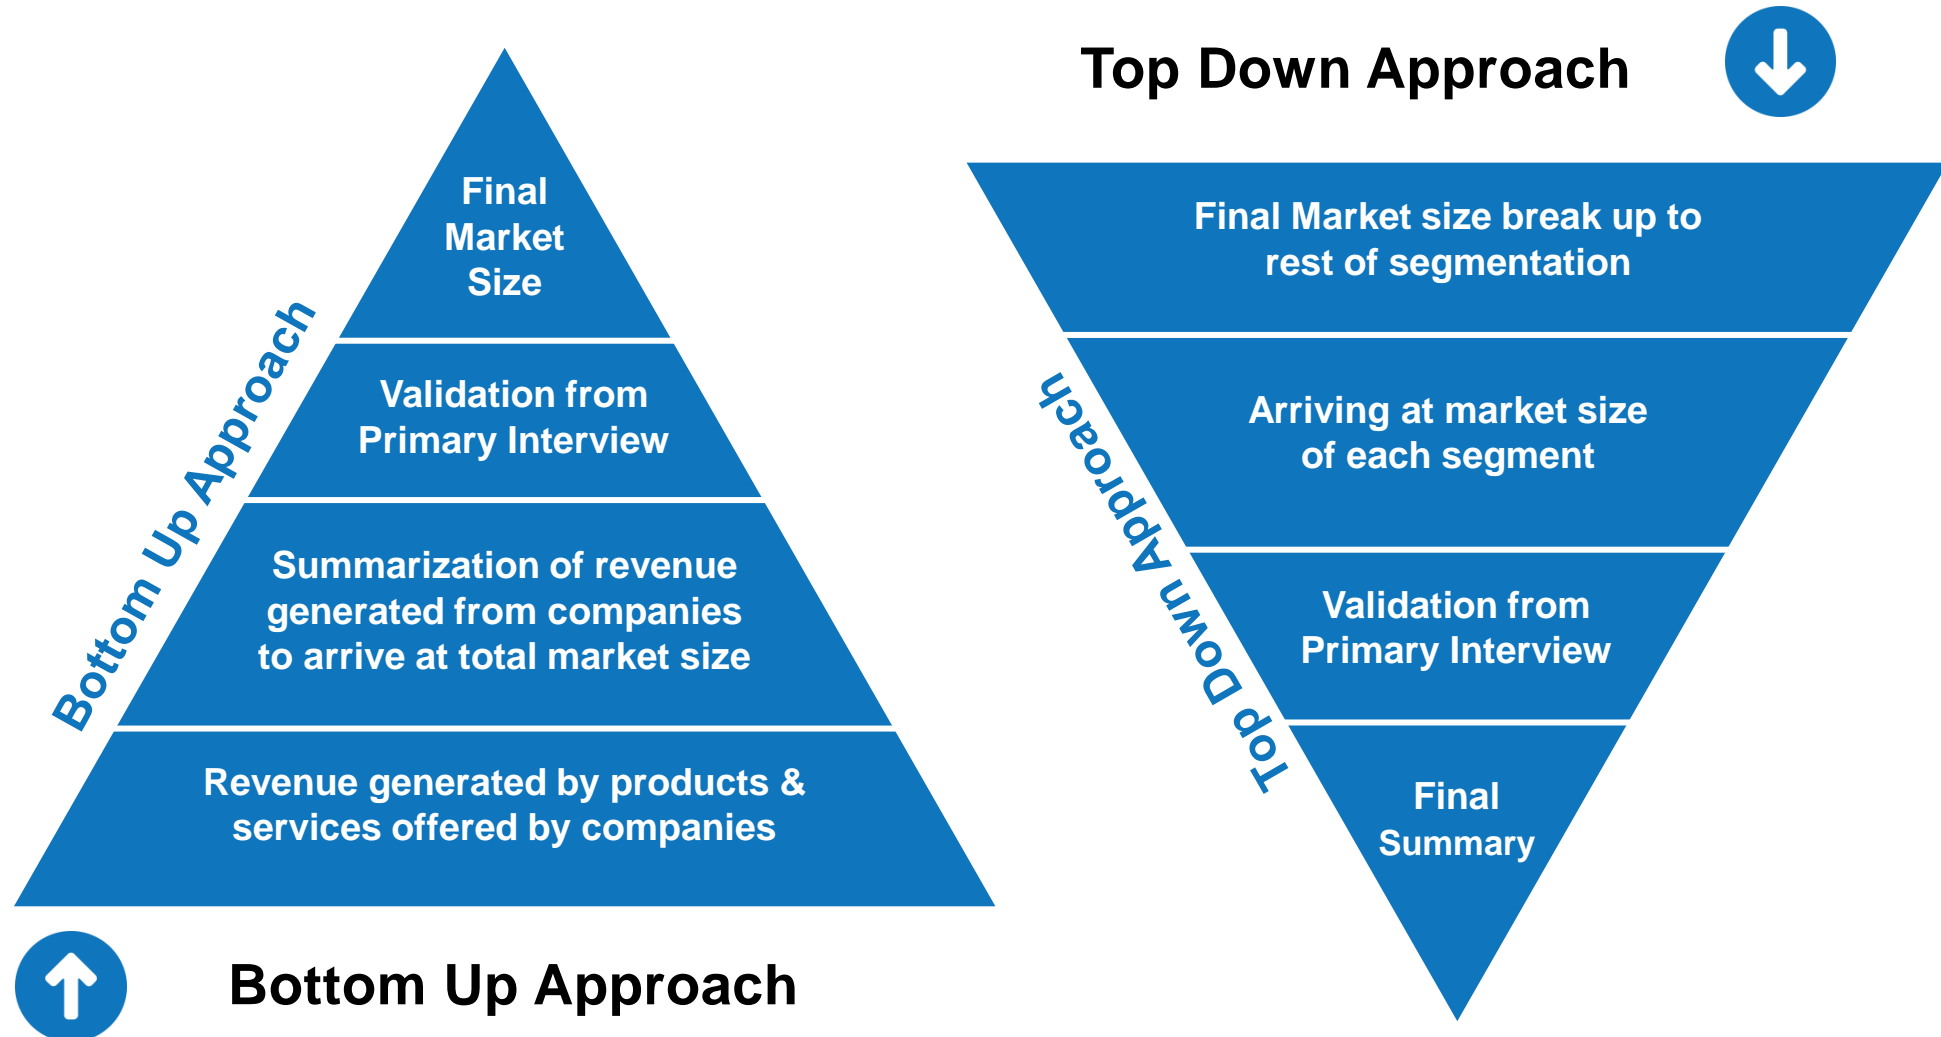 Top Down Approach
Final
Market
Size
Validation from
Primary Interview
Summarization of revenue
generated from companies
to arrive at total market size
Revenue generated by products &
services offered by companies
Bottom Up Approach
Bottom Up Approach
Final Market size break up to
rest of segmentation
Arriving at market size
of each segment
Validation from
Primary Interview
Final
Summary
Top Down Approach